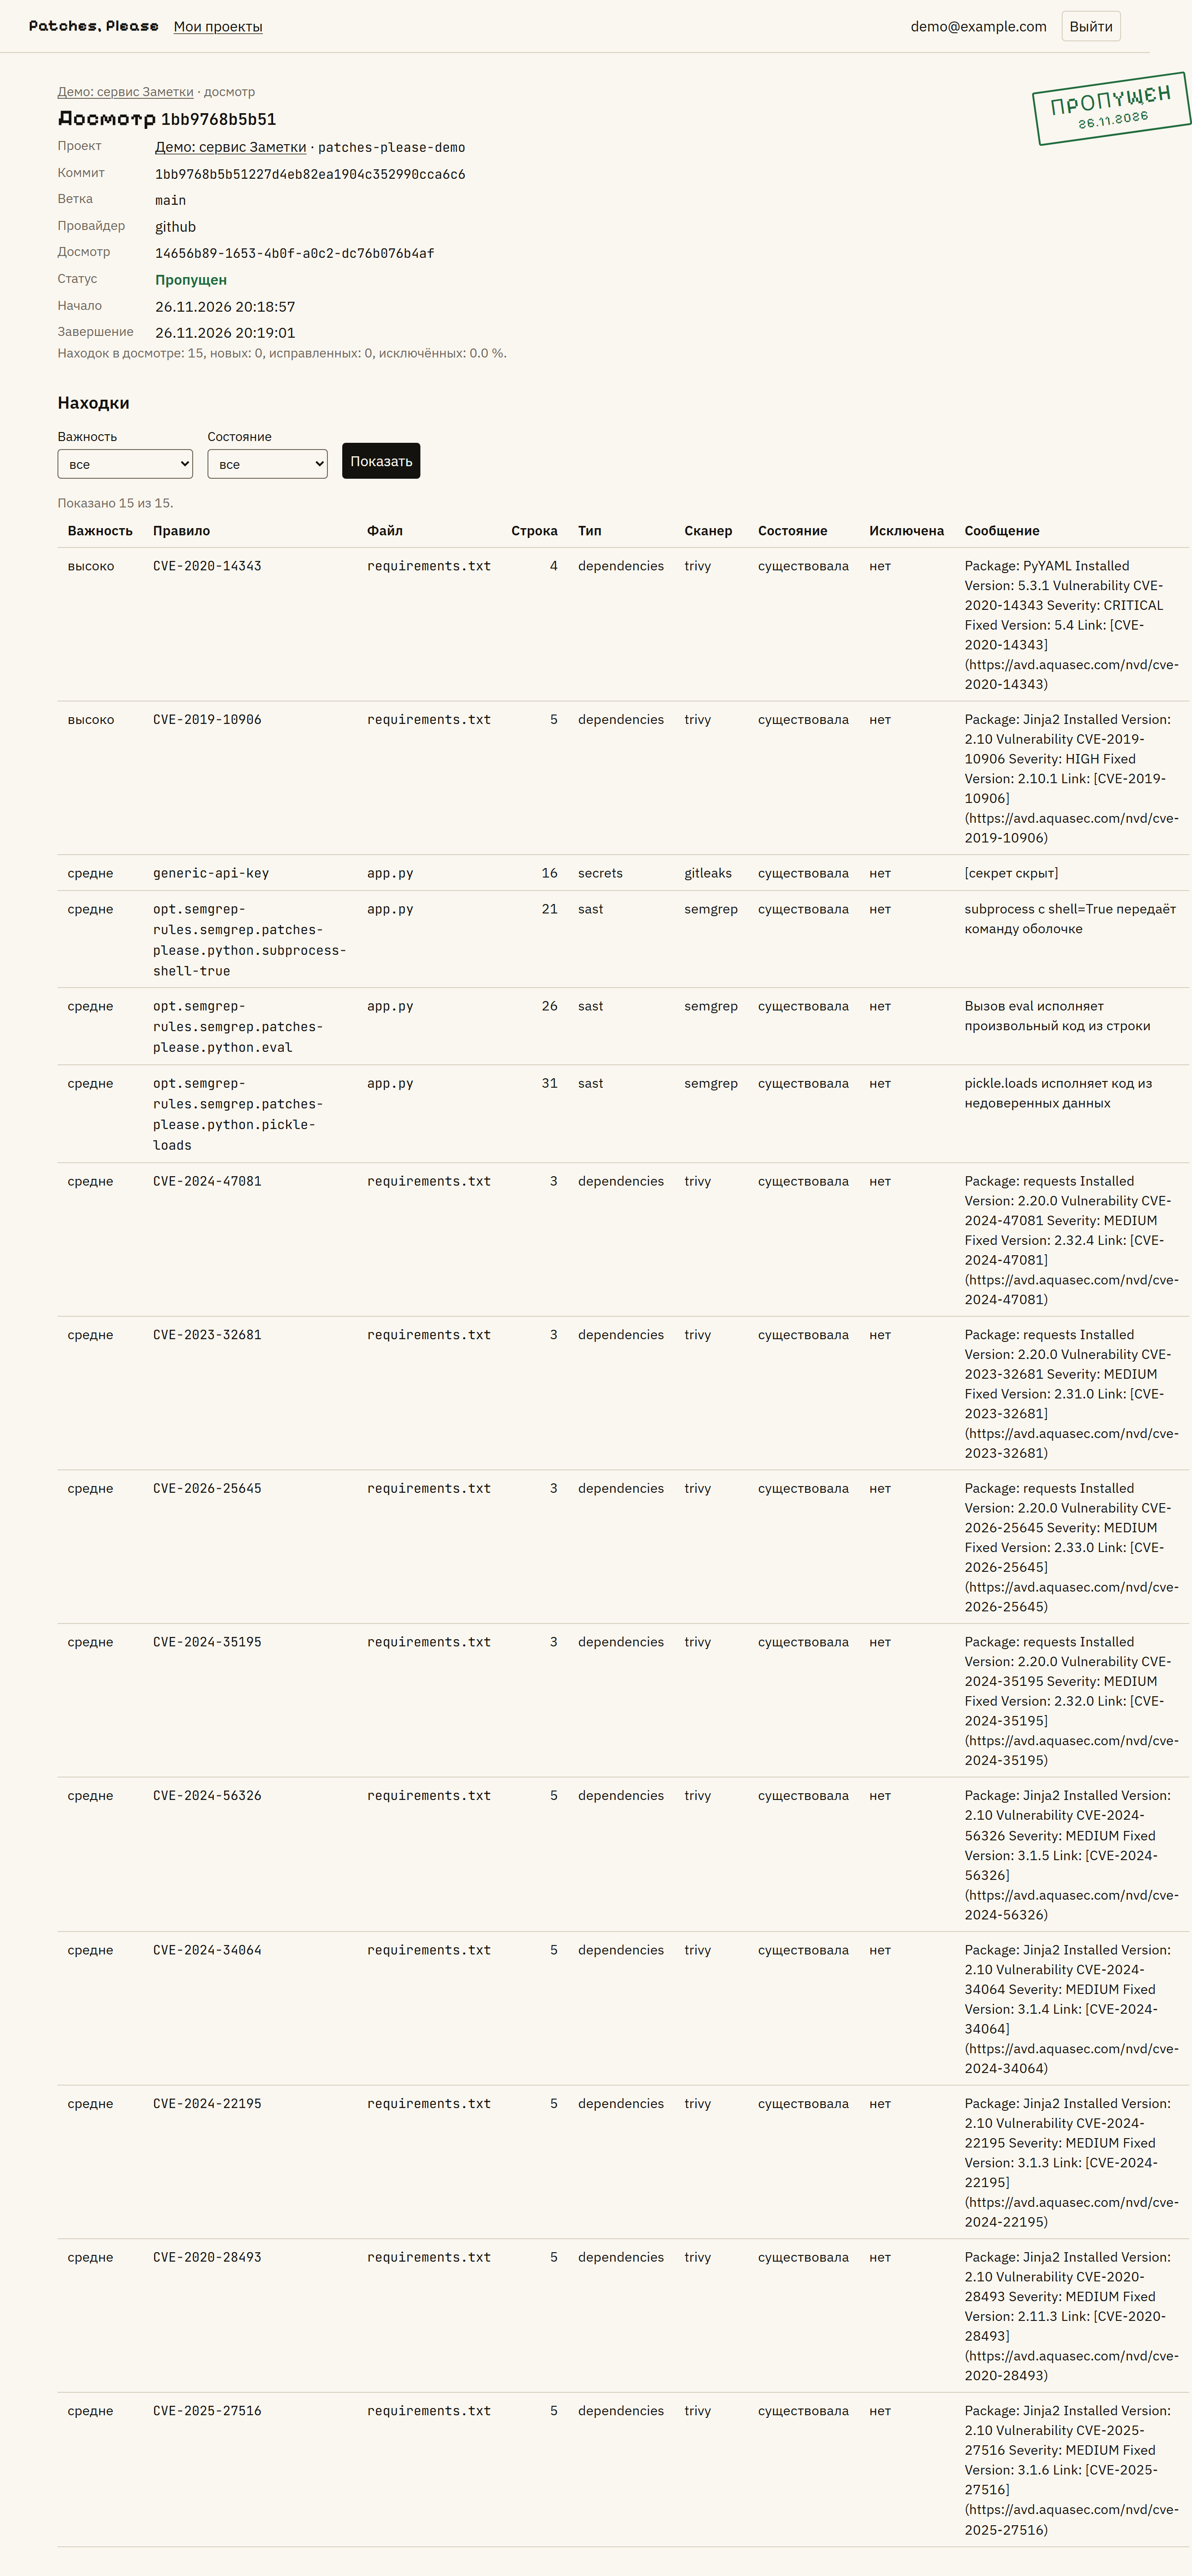 Patches, Please Мои проекты demo@example.com Выйти
Демо: сервис Заметки · досмотр
ПРОПУЩЕН
26.11.2026
Досмотр 1bb9768b5b51
Проект Демо: сервис Заметки · patches-please-demo
Коммит 1bb9768b5b51227d4eb82ea1904c352990cca6c6
Ветка main
Провайдер github
Досмотр 14656b89-1653-4b0f-a0c2-dc76b076b4af
Статус Пропущен
Начало 26.11.2026 20:18:57
Завершение 26.11.2026 20:19:01
Находок в досмотре: 15, новых: 0, исправленных: 0, исключённых: 0.0 %.
Находки
Важность Состояние
все все Показать
Показано 15 из 15.
Важность Правило Файл Строка Тип Сканер Состояние Исключена Сообщение
высоко CVE-2020-14343 requirements.txt 4 dependencies trivy существовала нет Package: PyYAML Installed
Version: 5.3.1 Vulnerability CVE-
2020-14343 Severity: CRITICAL
Fixed Version: 5.4 Link: [CVE-
2020-14343]
(https://avd.aquasec.com/nvd/cve-
2020-14343)
высоко CVE-2019-10906 requirements.txt 5 dependencies trivy существовала нет Package: Jinja2 Installed Version:
2.10 Vulnerability CVE-2019-
10906 Severity: HIGH Fixed
Version: 2.10.1 Link: [CVE-2019-
10906]
(https://avd.aquasec.com/nvd/cve-
2019-10906)
средне generic-api-key app.py 16 secrets gitleaks существовала нет [секрет скрыт]
средне opt.semgrep- app.py 21 sast semgrep существовала нет subprocess с shell=True передаёт
rules.semgrep.patches- команду оболочке
please.python.subprocess-
shell-true
средне opt.semgrep- app.py 26 sast semgrep существовала нет Вызов eval исполняет
rules.semgrep.patches- произвольный код из строки
please.python.eval
средне opt.semgrep- app.py 31 sast semgrep существовала нет pickle.loads исполняет код из
rules.semgrep.patches- недоверенных данных
please.python.pickle-
loads
средне CVE-2024-47081 requirements.txt 3 dependencies trivy существовала нет Package: requests Installed
Version: 2.20.0 Vulnerability CVE-
2024-47081 Severity: MEDIUM
Fixed Version: 2.32.4 Link: [CVE-
2024-47081]
(https://avd.aquasec.com/nvd/cve-
2024-47081)
средне CVE-2023-32681 requirements.txt 3 dependencies trivy существовала нет Package: requests Installed
Version: 2.20.0 Vulnerability CVE-
2023-32681 Severity: MEDIUM
Fixed Version: 2.31.0 Link: [CVE-
2023-32681]
(https://avd.aquasec.com/nvd/cve-
2023-32681)
средне CVE-2026-25645 requirements.txt 3 dependencies trivy существовала нет Package: requests Installed
Version: 2.20.0 Vulnerability CVE-
2026-25645 Severity: MEDIUM
Fixed Version: 2.33.0 Link: [CVE-
2026-25645]
(https://avd.aquasec.com/nvd/cve-
2026-25645)
средне CVE-2024-35195 requirements.txt 3 dependencies trivy существовала нет Package: requests Installed
Version: 2.20.0 Vulnerability CVE-
2024-35195 Severity: MEDIUM
Fixed Version: 2.32.0 Link: [CVE-
2024-35195]
(https://avd.aquasec.com/nvd/cve-
2024-35195)
средне CVE-2024-56326 requirements.txt 5 dependencies trivy существовала нет Package: Jinja2 Installed Version:
2.10 Vulnerability CVE-2024-
56326 Severity: MEDIUM Fixed
Version: 3.1.5 Link: [CVE-2024-
56326]
(https://avd.aquasec.com/nvd/cve-
2024-56326)
средне CVE-2024-34064 requirements.txt 5 dependencies trivy существовала нет Package: Jinja2 Installed Version:
2.10 Vulnerability CVE-2024-
34064 Severity: MEDIUM Fixed
Version: 3.1.4 Link: [CVE-2024-
34064]
(https://avd.aquasec.com/nvd/cve-
2024-34064)
средне CVE-2024-22195 requirements.txt 5 dependencies trivy существовала нет Package: Jinja2 Installed Version:
2.10 Vulnerability CVE-2024-
22195 Severity: MEDIUM Fixed
Version: 3.1.3 Link: [CVE-2024-
22195]
(https://avd.aquasec.com/nvd/cve-
2024-22195)
средне CVE-2020-28493 requirements.txt 5 dependencies trivy существовала нет Package: Jinja2 Installed Version:
2.10 Vulnerability CVE-2020-
28493 Severity: MEDIUM Fixed
Version: 2.11.3 Link: [CVE-2020-
28493]
(https://avd.aquasec.com/nvd/cve-
2020-28493)
средне CVE-2025-27516 requirements.txt 5 dependencies trivy существовала нет Package: Jinja2 Installed Version:
2.10 Vulnerability CVE-2025-
27516 Severity: MEDIUM Fixed
Version: 3.1.6 Link: [CVE-2025-
27516]
(https://avd.aquasec.com/nvd/cve-
2025-27516)